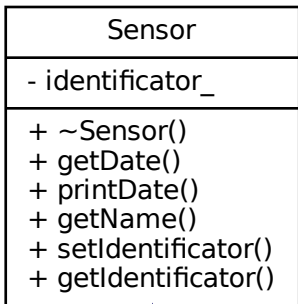 Sensor
- identificator_
+ ~Sensor()
+ getDate()
+ printDate()
+ getName()
+ setIdentificator()
+ getIdentificator()